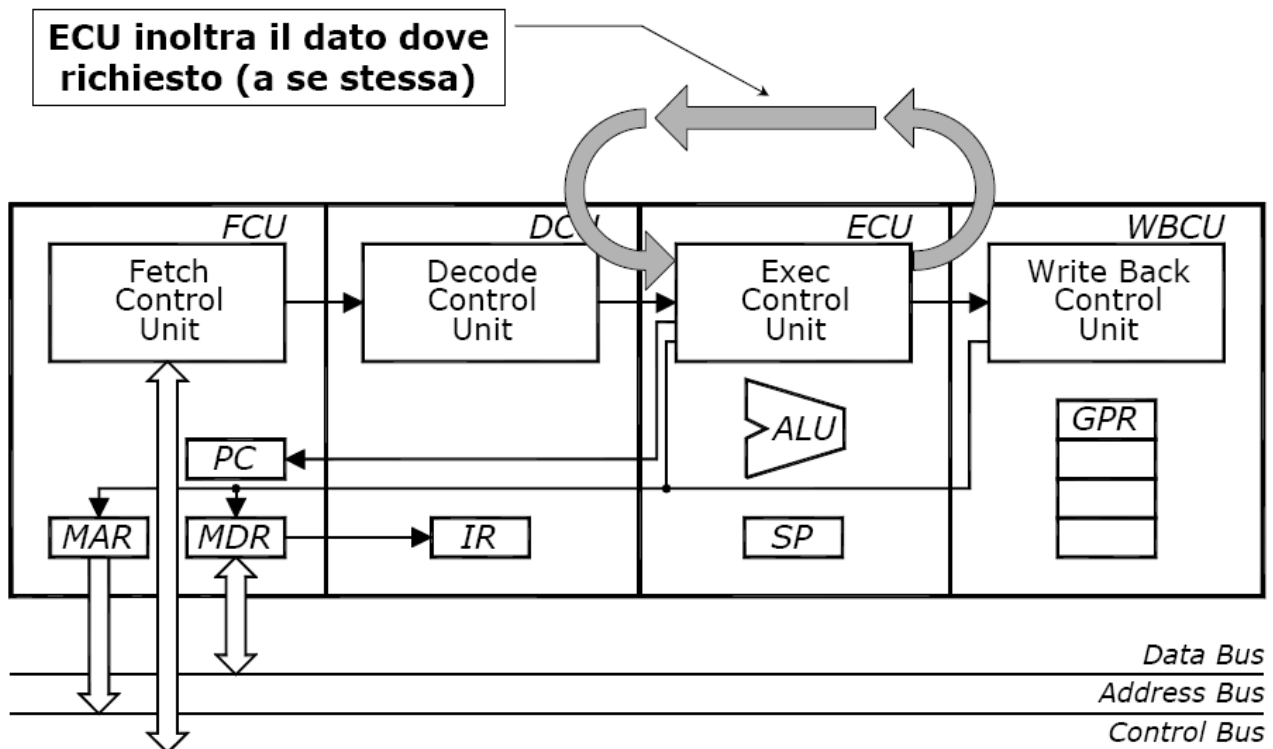 ECU inoltra il dato dove
richiesto (a se stessa)
FCU
Fetch
Control
Unit
PC
MAR
MDR
DCU
Decode
Control
Unit
IR
ECU
Exec
Control
Unit
ALU
SP
WBCU
Write Back
Control
Unit
GPR
Data Bus
Address Bus
Control Bus